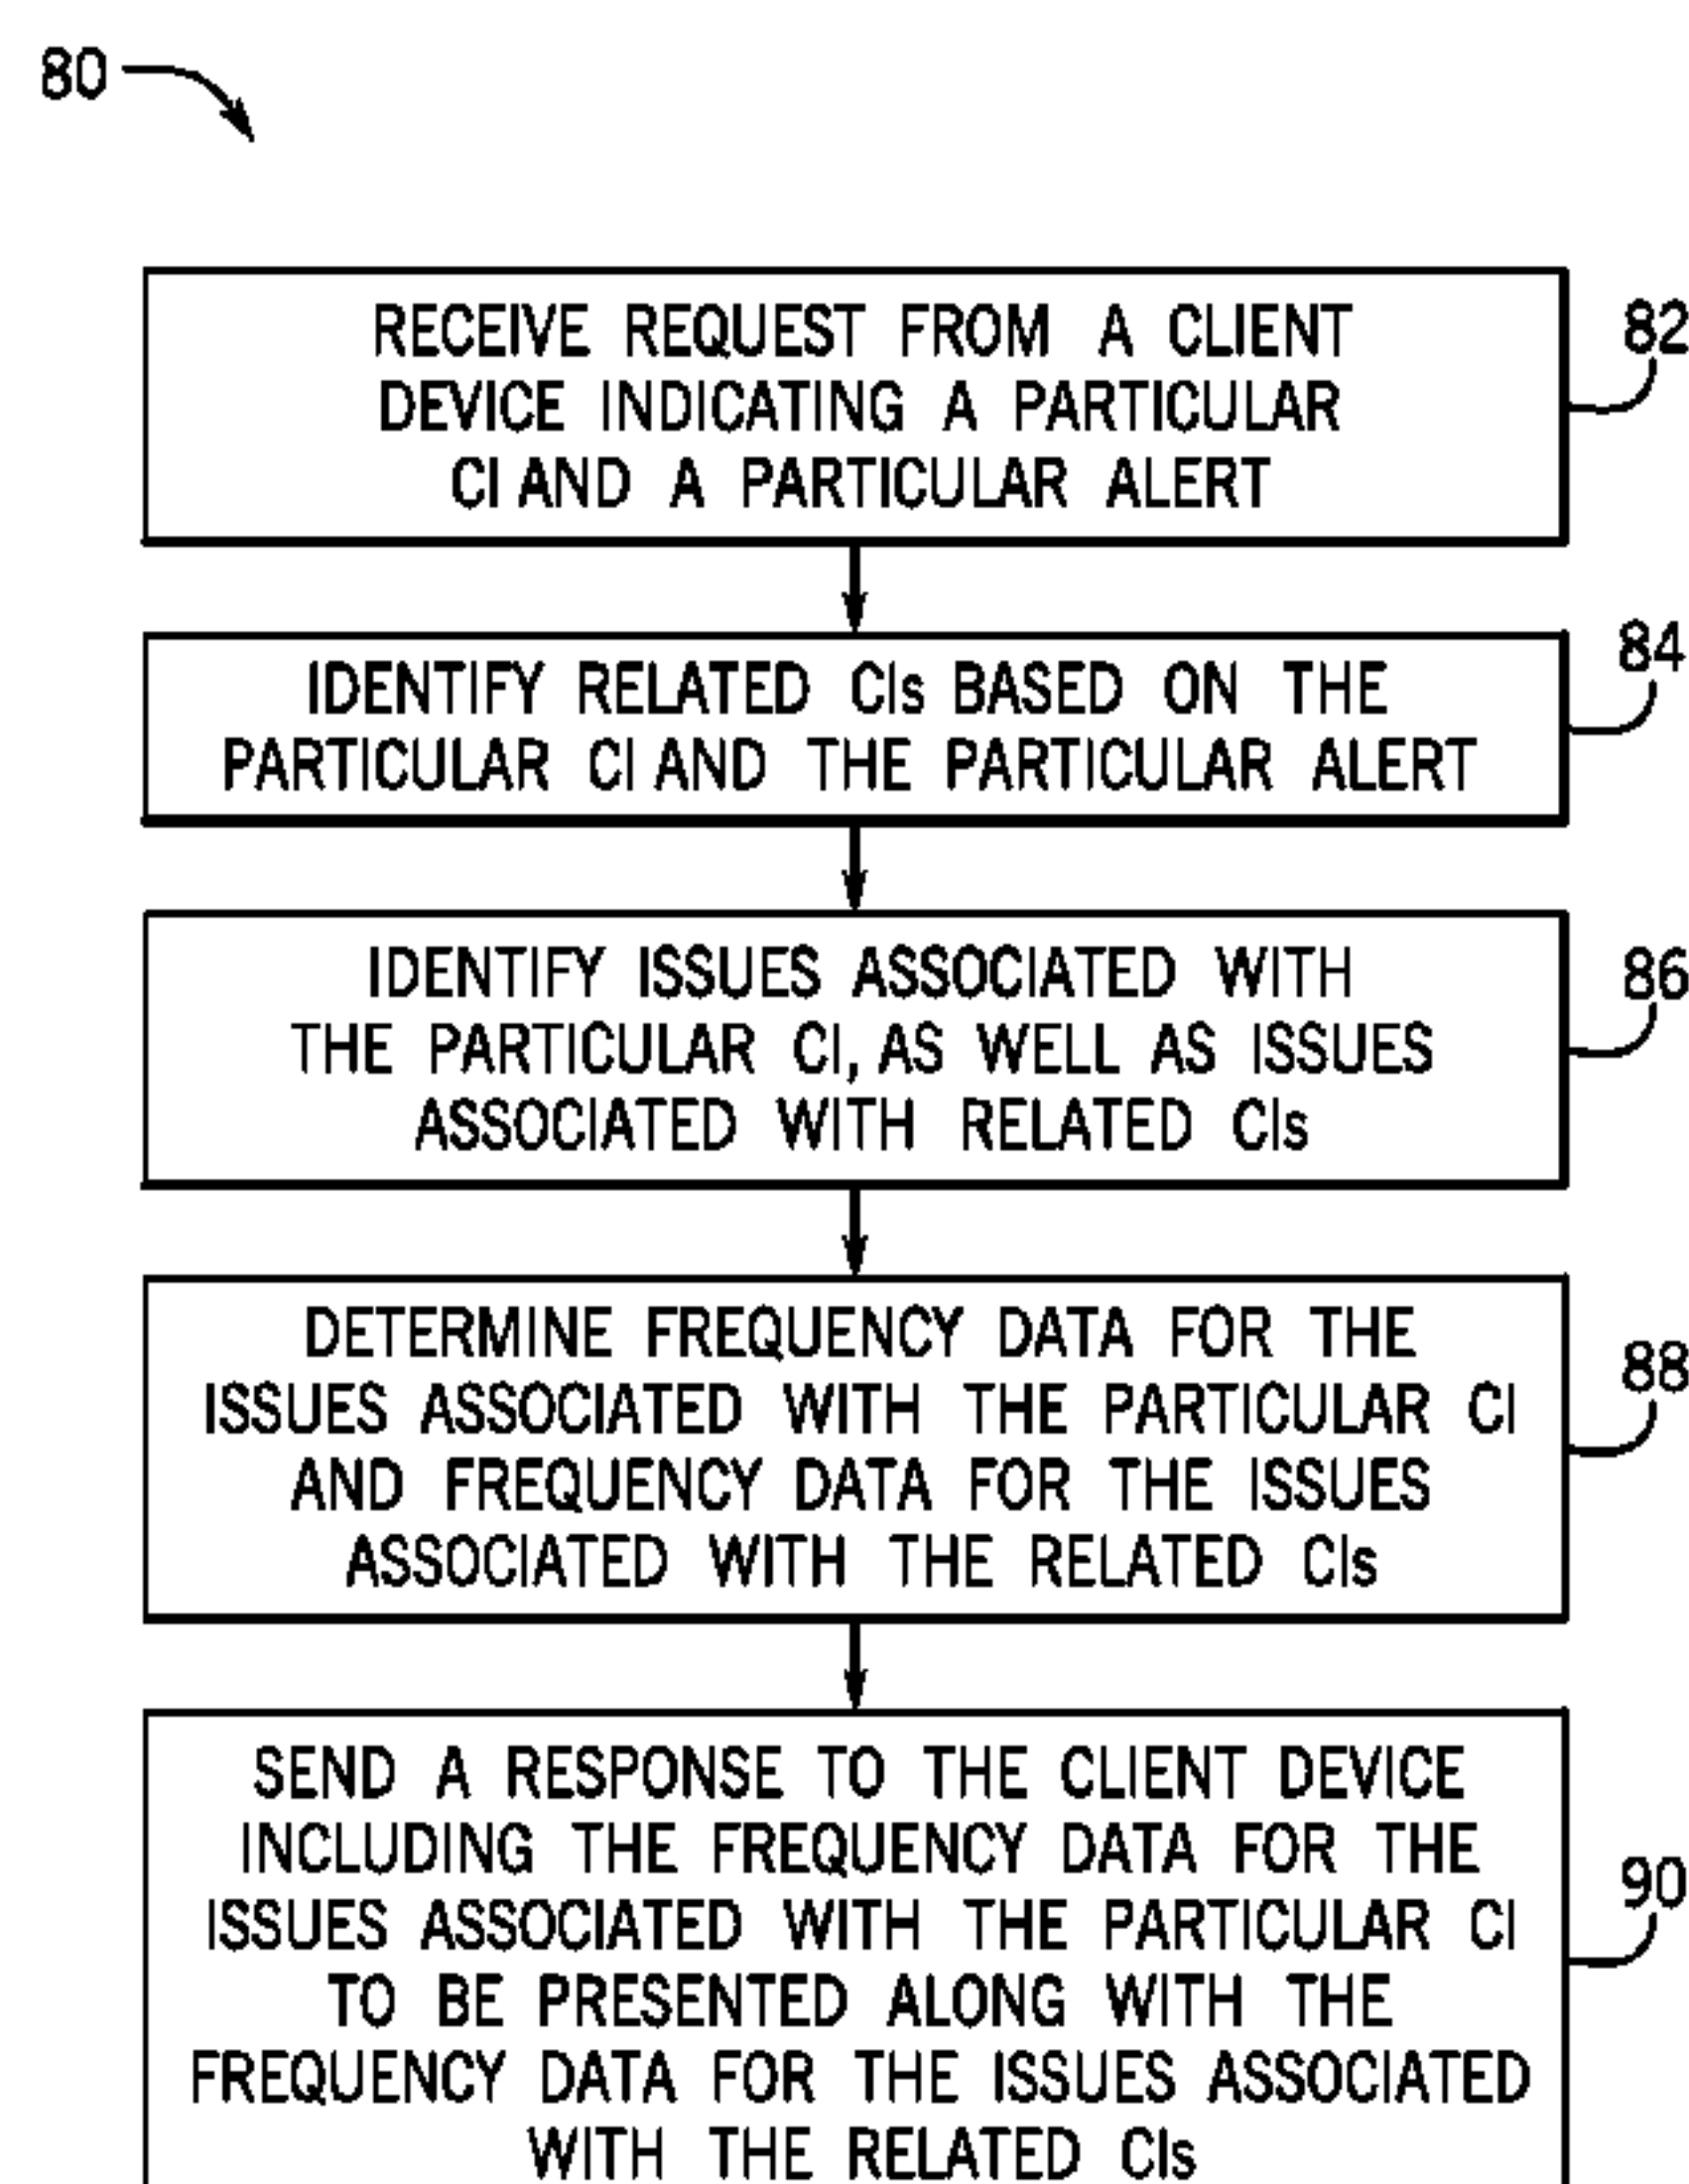 80
RECEIVE REQUEST FROM A CLIENT
DEVICE INDICATING A PARTICULAR
CI AND A PARTICULAR ALERT
82
IDENTIFY RELATED CIs BASED ON THE
PARTICULAR CI AND THE PARTICULAR ALERT
84
IDENTIFY ISSUES ASSOCIATED WITH
THE PARTICULAR CI, AS WELL AS ISSUES
ASSOCIATED WITH RELATED CIs
86
DETERMINE FREQUENCY DATA FOR THE
ISSUES ASSOCIATED WITH THE PARTICULAR CI
AND FREQUENCY DATA FOR THE ISSUES
ASSOCIATED WITH THE RELATED CIs
88
SEND A RESPONSE TO THE CLIENT DEVICE
INCLUDING THE FREQUENCY DATA FOR THE
ISSUES ASSOCIATED WITH THE PARTICULAR CI
TO BE PRESENTED ALONG WITH THE
FREQUENCY DATA FOR THE ISSUES ASSOCIATED
WITH THE RELATED CIs
90